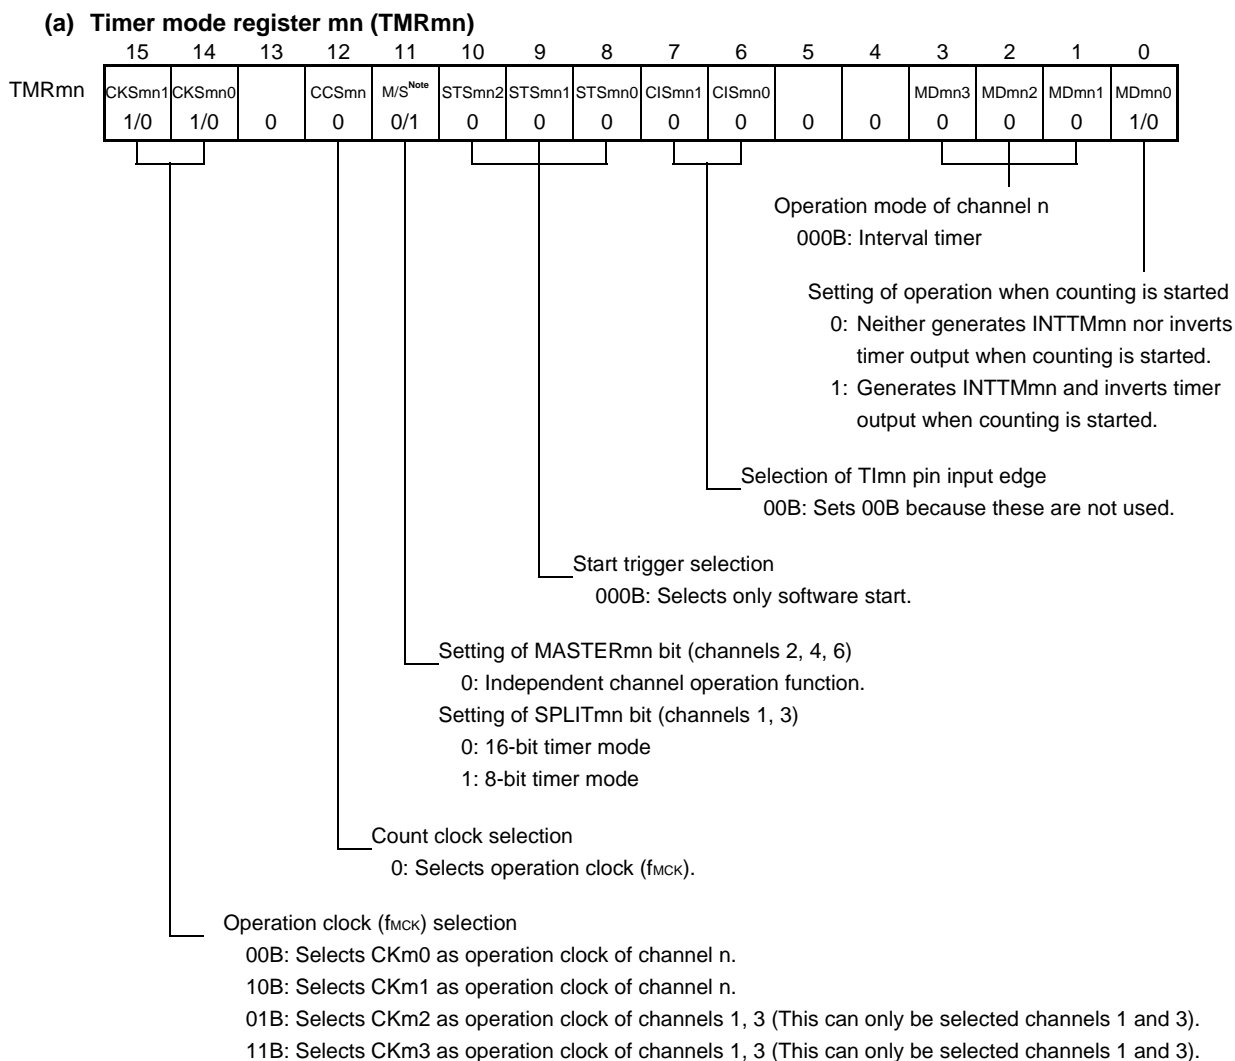 (a) Timer mode register mn (TMRmn)
15 14 13 12 11 10 9 8 7 6 5 4 3 2 1 0
TMRmn CKSmn1 CKSmn0 CCSmn M/S Note STSmn2 STSmn1 STSmn0 CISmn1 CISmn0 MDmn3 MDmn2 MDmn1 MDmn0
1/0 1/0 0 0 0/1 0 0 0 0 0 0 0 0 0 0 1/0
Operation mode of channel n
000B: Interval timer
Setting of operation when counting is started
0: Neither generates INTTMmn nor inverts
timer output when counting is started.
1: Generates INTTMmn and inverts timer
output when counting is started.
Selection of TImn pin input edge
00B: Sets 00B because these are not used.
Start trigger selection
000B: Selects only software start.
Setting of MASTERmn bit (channels 2, 4, 6)
0: Independent channel operation function.
Setting of SPLITmn bit (channels 1, 3)
0: 16-bit timer mode
1: 8-bit timer mode
Count clock selection
0: Selects operation clock (fMCK).
Operation clock (fMCK) selection
00B: Selects CKm0 as operation clock of channel n.
10B: Selects CKm1 as operation clock of channel n.
01B: Selects CKm2 as operation clock of channels 1, 3 (This can only be selected channels 1 and 3).
11B: Selects CKm3 as operation clock of channels 1, 3 (This can only be selected channels 1 and 3).